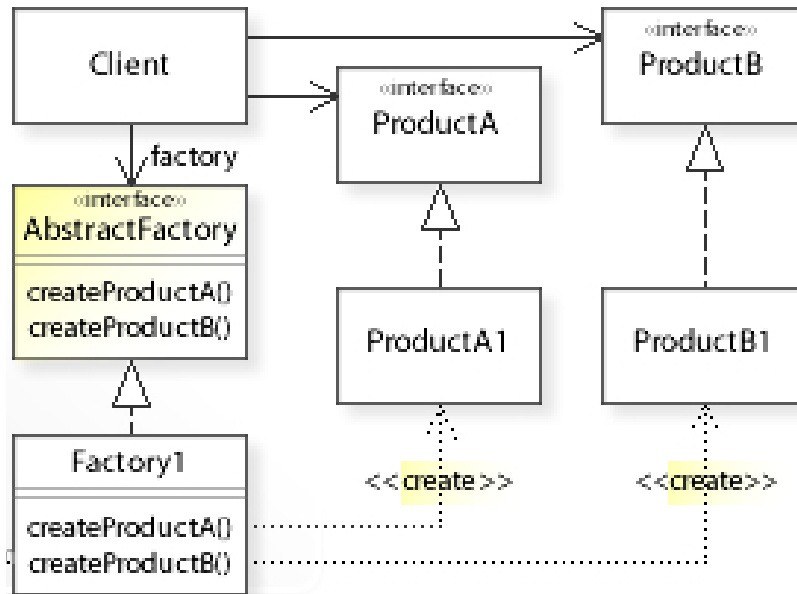 Client
«interface»
ProductB
«interface»
ProductA
factory
«interface»
AbstractFactory
createProductA()
createProductB()
ProductA1
ProductB1
Factory1
<<create>>
<<create>>
createProductA()
createProductB()